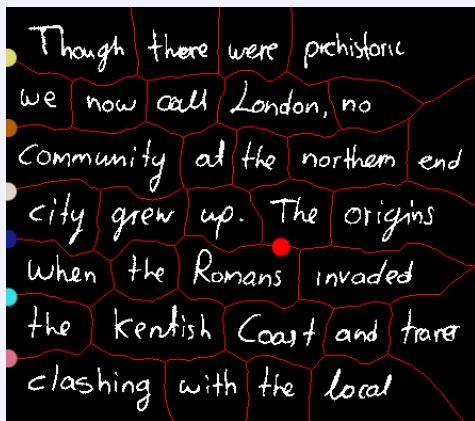 Though there were prehistoric
we now call London, no
Community at the northern end
city grew up. The origins
when the Romans invaded
the Kentish Coast and
clashing with the local